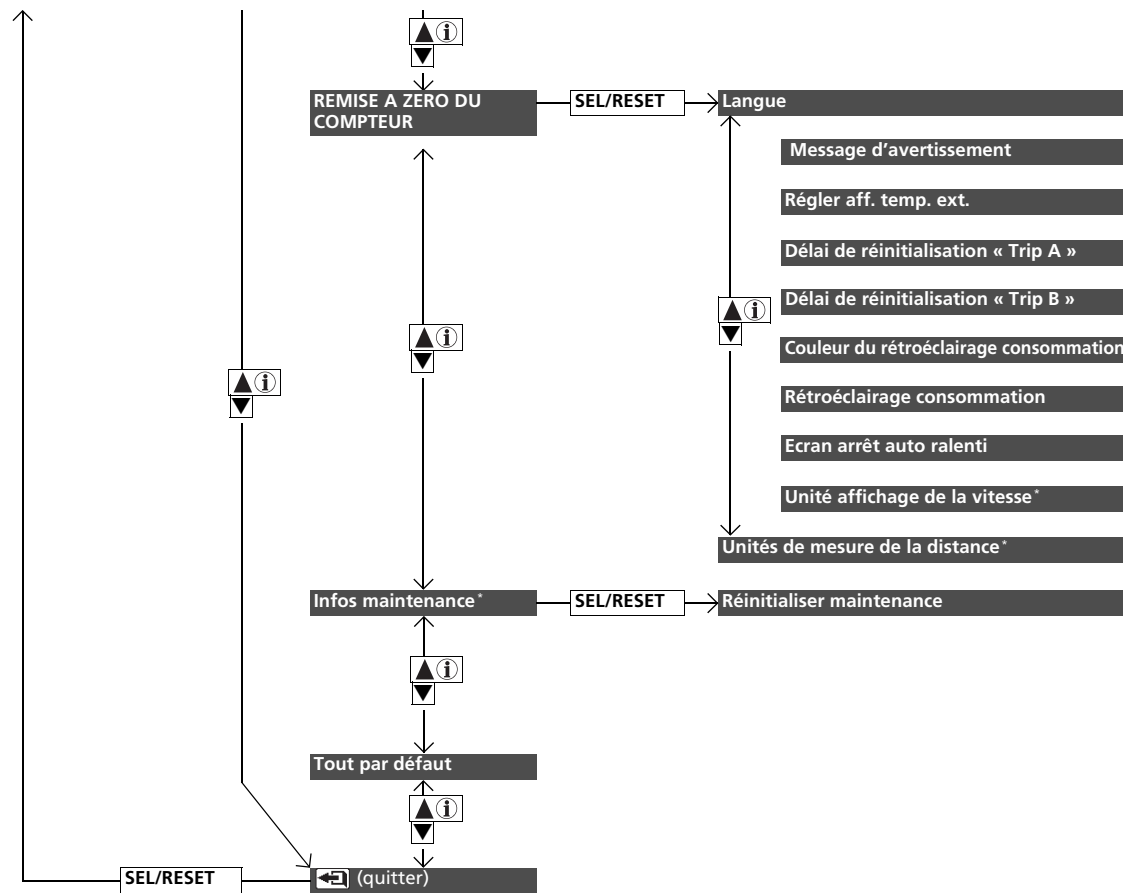 REMISE A ZERO DU
COMPTEUR
SEL/RESET
Langue
Message d’avertissement
Régler aff. temp. ext.
Délai de réinitialisation « Trip A »
Délai de réinitialisation « Trip B »
Couleur du rétroéclairage consommation
Rétroéclairage consommation
Ecran arrêt auto ralenti
Unité affichage de la vitesse*
Unités de mesure de la distance*
Infos maintenance*
SEL/RESET
Réinitialiser maintenance
Tout par défaut
SEL/RESET
(quitter)